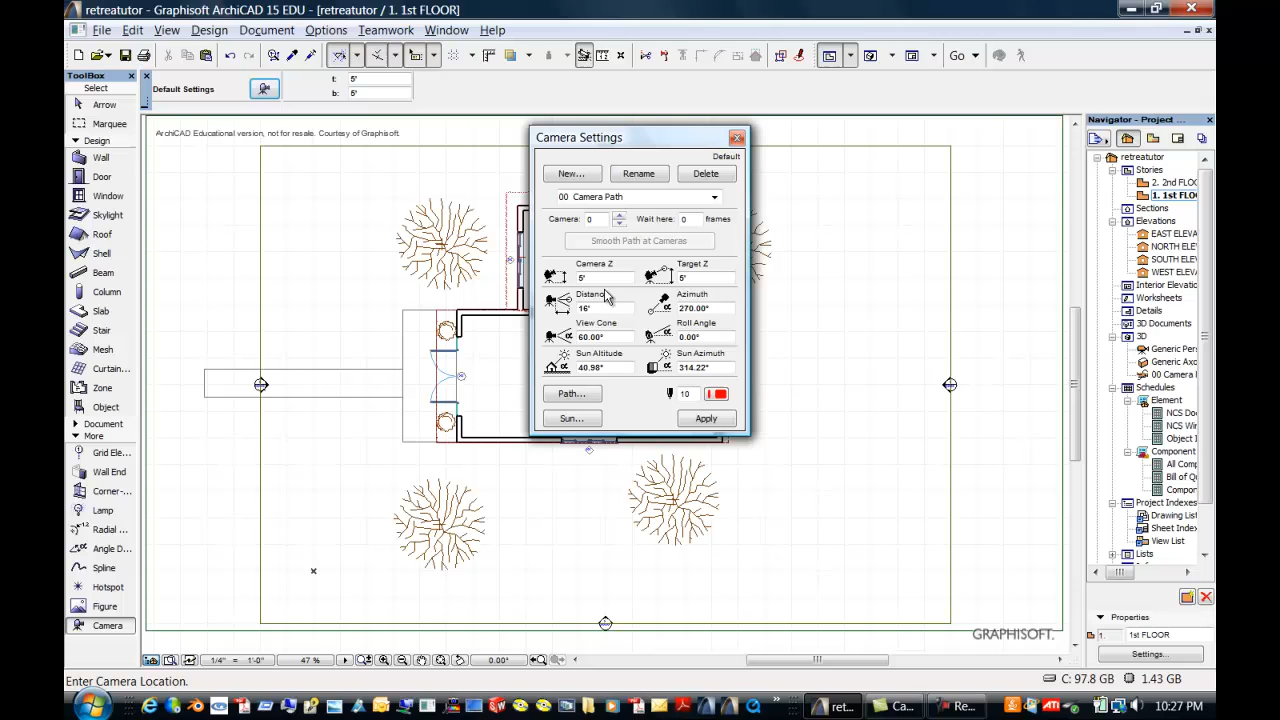 retreatutor - Graphisoft ArchiCAD 15 EDU - [retreatutor / 1. 1st FLOOR]
File Edit View Design Document Options Teamwork Window Help
Go
ToolBox
Select
Arrow
Marquee
Design
Wall
Door
Window
Skylight
Roof
Shell
Beam
Column
Slab
Stair
Mesh
Curtain...
Zone
Object
Document
More
Grid Ele...
Wall End
Corner-...
Lamp
Radial ...
Angle D...
Spline
Hotspot
Figure
Camera
Default Settings
t: 5'
b: 5'
ArchiCAD Educational version, not for resale. Courtesy of Graphisoft.
Camera Settings
Default
New... Rename Delete
00 Camera Path
Camera: 0 Wait here: 0 frames
Smooth Path at Cameras
Camera Z Target Z
5' 5'
Distance Azimuth
16' 270.00°
View Cone Roll Angle
60.00° 0.00°
Sun Altitude Sun Azimuth
40.98° 314.22°
Path... 10
Sun... Apply
GRAPHISOFT.
Navigator - Project ...
retreatutor
Stories
2. 2nd FLO
1. 1st FLO
Sections
Elevations
EAST ELEV
NORTH EL
SOUTH EL
WEST ELE
Interior Elevat
Worksheets
3D Documents
3D
Generic Pers
Generic Axo
00 Camera P
Schedules
Element
NCS Do
NCS Wi
Object I
Component
All Comp
Bill of Q
Compon
Project Indexes
Drawing List
Sheet Index
View List
Lists
Properties
1. 1st FLOOR
Settings...
1/4" = 1'-0" 47 % 0.00°
Enter Camera Location.
C: 97.8 GB 1.43 GB
ret... Ca... Re...
ATI
10:27 PM